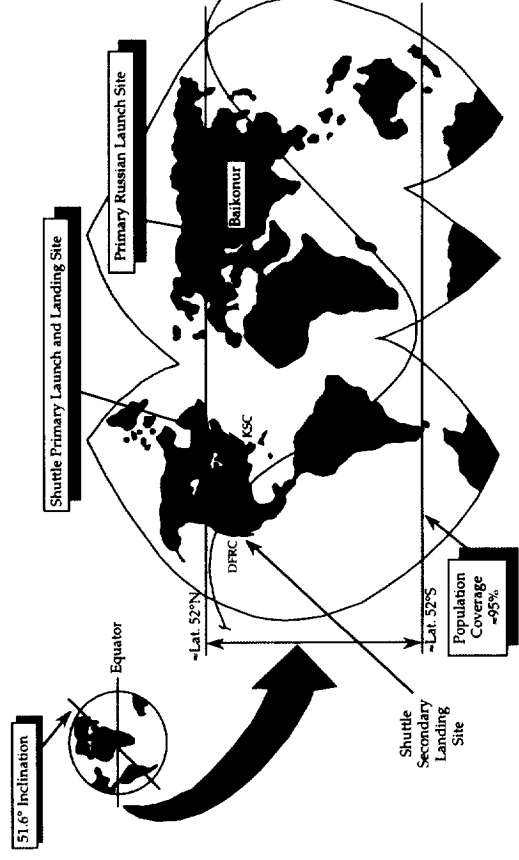 51.6° Inclination
Equator
Shuttle Primary Launch and Landing Site
Primary Russian Launch Site
Baikonur
KSC
DFRC
≈Lat. 52°N
≈Lat. 52°S
Population
Coverage
≈95%
Shuttle
Secondary
Landing
Site